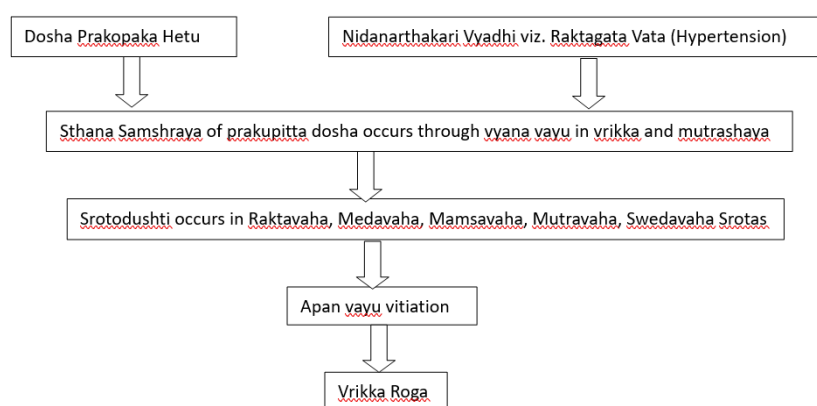 Dosha Prakopaka Hetu
Nidanarthakari Vyadhi viz. Raktagata Vata (Hypertension)
Sthana Samshraya of prakupitta dosha occurs through vyana vayu in vrikka and mutrashaya
Srotodushti occurs in Raktavaha, Medavaha, Mamsavaha, Mutravaha, Swedavaha Srotas
Apan vayu vitiation
Vrikka Roga